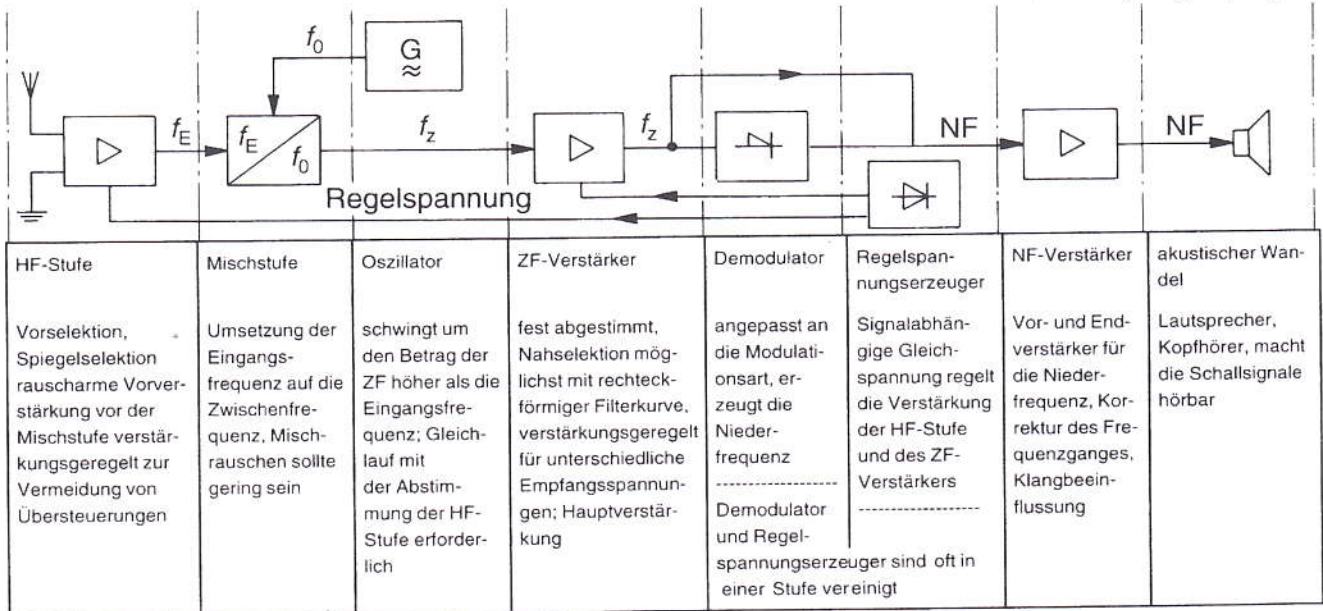 f₀
G
≈
f_E
f_E
f₀
f_z
f_z
NF
NF
Regelspannung
HF-Stufe
Vorselektion,
Spiegelselektion
rauscharme Vorver-
stärkung vor der
Mischstufe verstär-
kungsgeregelt zur
Vermeidung von
Übersteuerungen
Mischstufe
Umsetzung der
Eingangs-
frequenz auf die
Zwischenfre-
quenz, Misch-
rauschen sollte
gering sein
Oszillator
schwingt um
den Betrag der
ZF höher als die
Eingangsfre-
quenz; Gleich-
lauf mit
der Abstim-
mung der HF-
Stufe erforder-
lich
ZF-Verstärker
fest abgestimmt,
Nahselektion mög-
lichst mit rechteck-
förmiger Filterkurve,
verstärkungsgeregelt
für unterschiedliche
Empfangsspannun-
gen; Hauptverstär-
kung
Demodulator
angepasst an
die Modulati-
onsart, er-
zeugt die
Nieder-
frequenz
Regelspan-
nungserzeuger
Signalabhän-
gige Gleich-
spannung regelt
die Verstärkung
der HF-Stufe
und des ZF-
Verstärkers
Demodulator
und Regel-
spannungserzeuger sind oft in
einer Stufe vereinigt
NF-Verstärker
Vor- und End-
verstärker für
die Nieder-
frequenz, Kor-
rektur des Fre-
quenzganges,
Klangbeein-
flussung
akustischer Wan-
del
Lautsprecher,
Kopfhörer, macht
die Schallsignale
hörbar